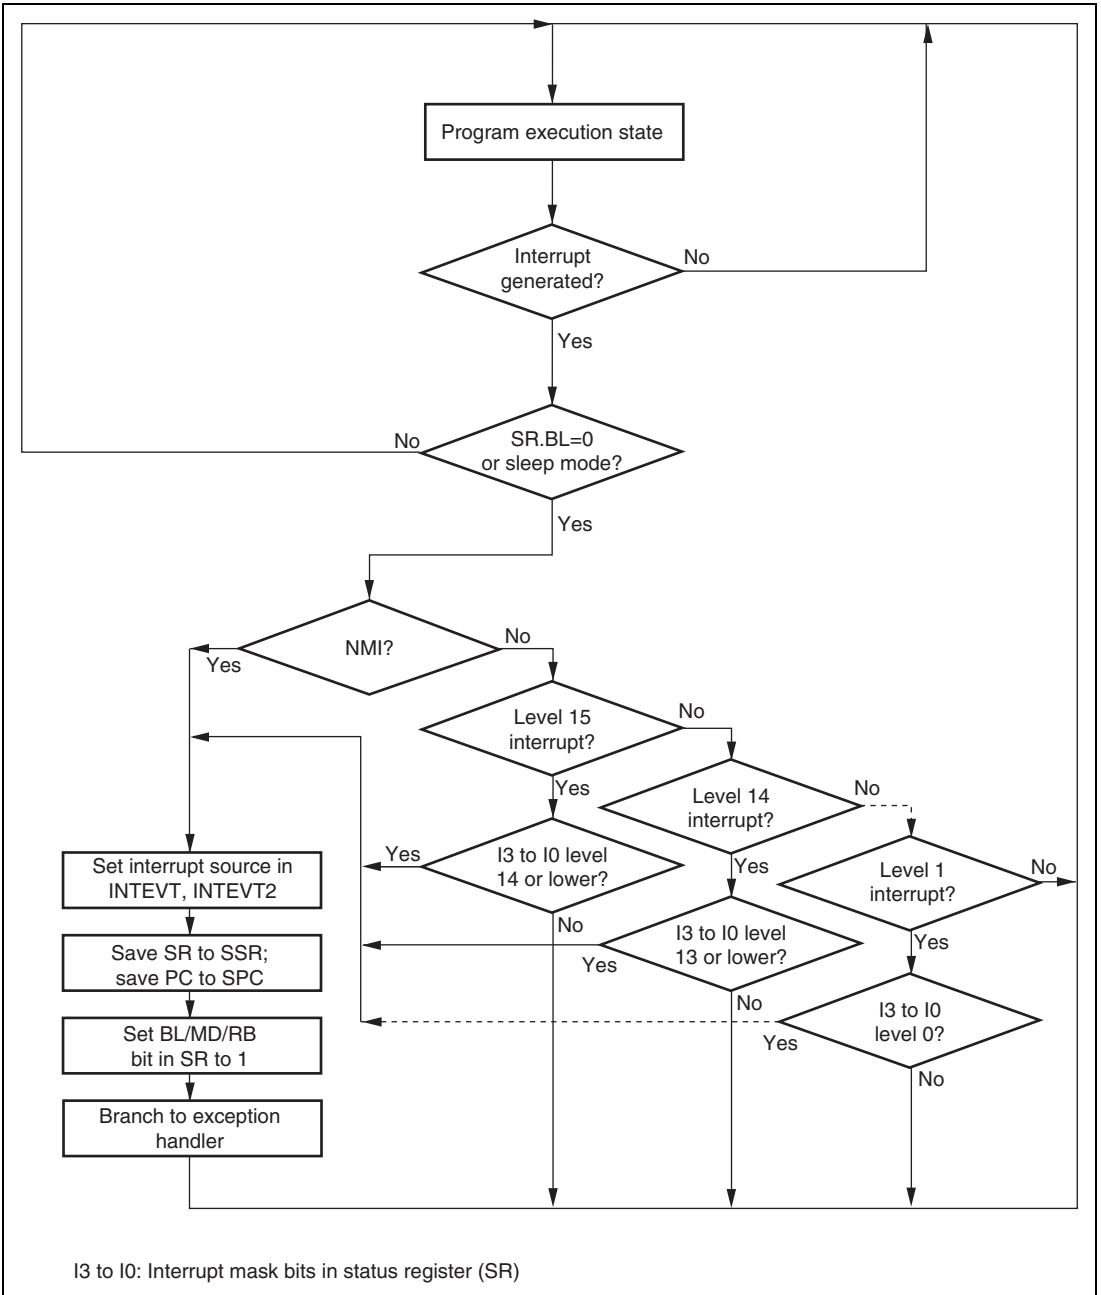 Program execution state
Interrupt
generated?
No
Yes
SR.BL=0
or sleep mode?
No
Yes
NMI?
Yes
No
Level 15
interrupt?
No
Yes
Level 14
interrupt?
No
Yes
I3 to I0 level
14 or lower?
Yes
No
Level 1
interrupt?
No
Yes
I3 to I0 level
13 or lower?
Yes
No
I3 to I0
level 0?
Yes
No
Set interrupt source in
INTEVT, INTEVT2
Save SR to SSR;
save PC to SPC
Set BL/MD/RB
bit in SR to 1
Branch to exception
handler
I3 to I0: Interrupt mask bits in status register (SR)